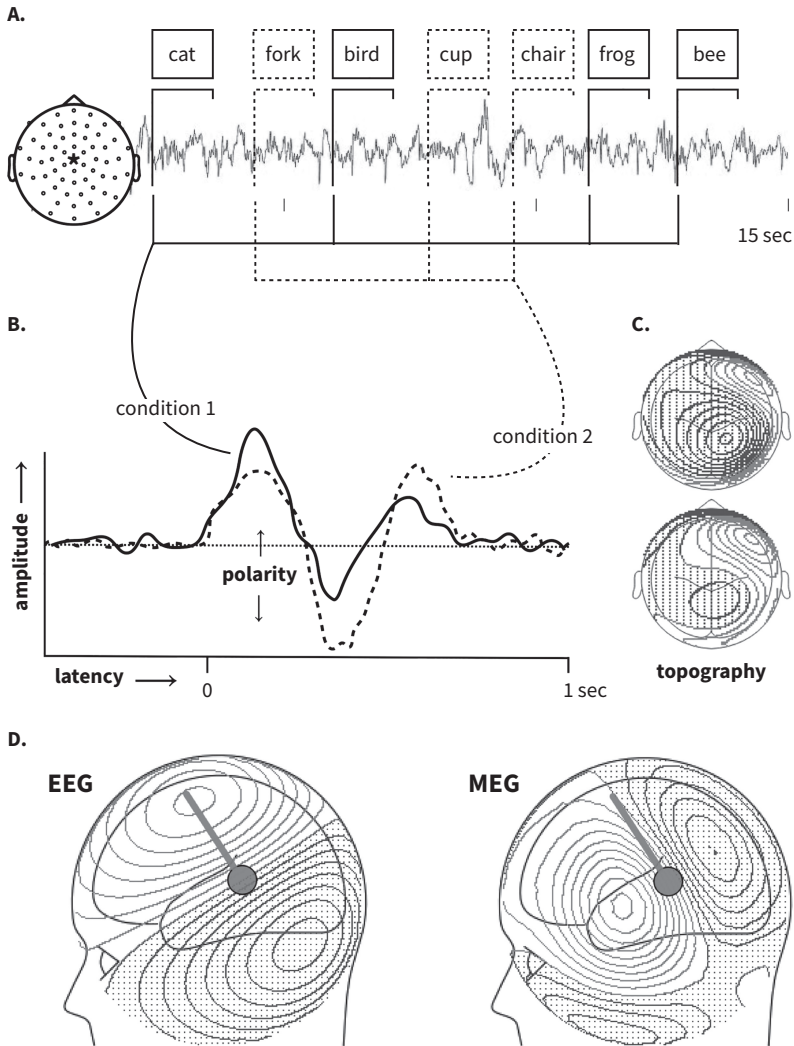 A.
cat fork bird cup chair frog bee
15 sec
B.
C.
condition 1
condition 2
amplitude
polarity
latency
0
1 sec
topography
D.
EEG
MEG